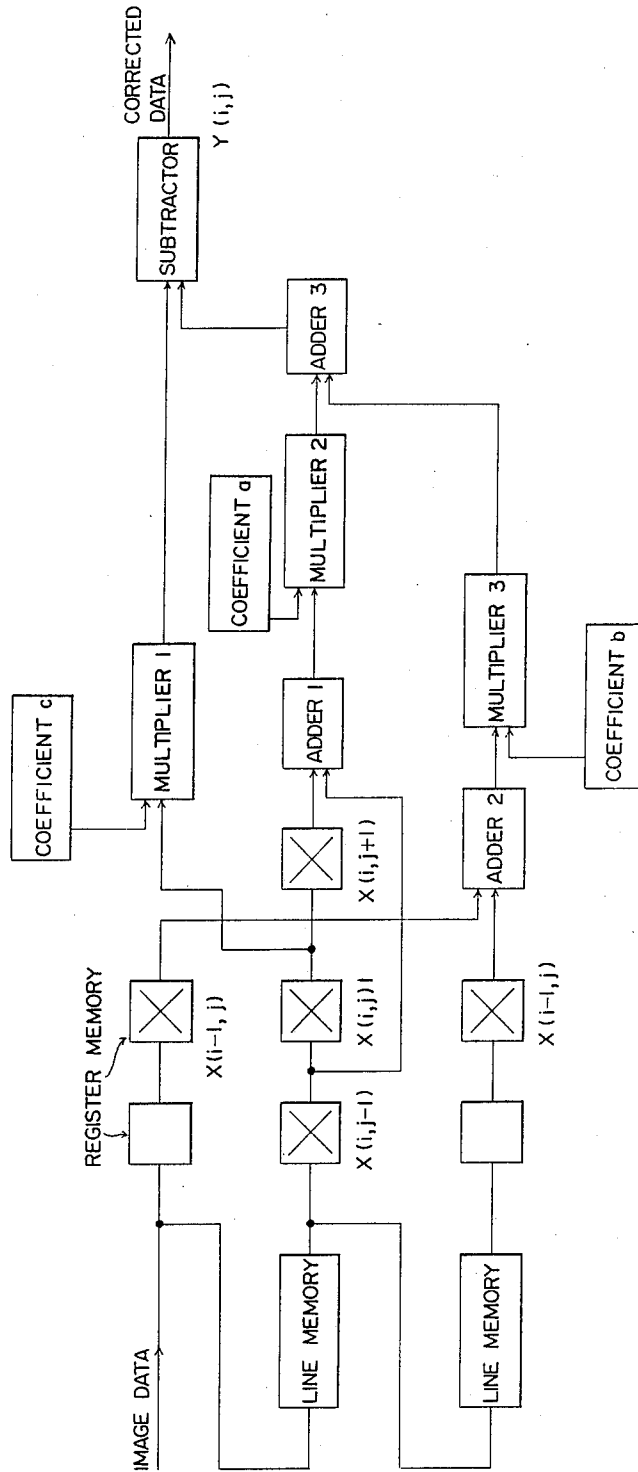 IMAGE DATA
REGISTER MEMORY
X(i-1, j)
COEFFICIENT c
MULTIPLIER 1
SUBTRACTOR
CORRECTED
DATA
Y (i,j)
LINE MEMORY
X(i,j-1)
X(i,j)1
X(i,j+1)
ADDER 1
COEFFICIENT a
MULTIPLIER 2
ADDER 3
LINE MEMORY
X(i-1,j)
ADDER 2
MULTIPLIER 3
COEFFICIENT b